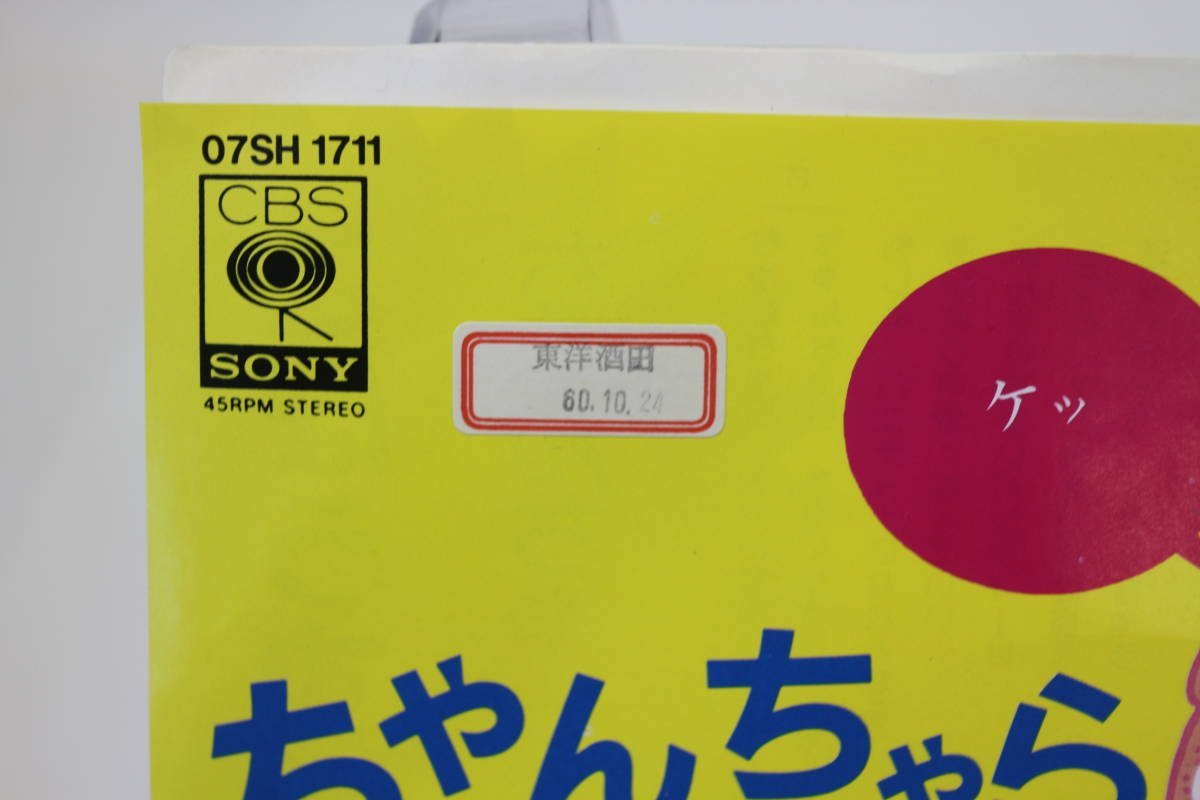 07SH 1711
CBS
SONY
45RPM STEREO
東洋酒田
60.10.24
ケッ
ちゃんちゃら